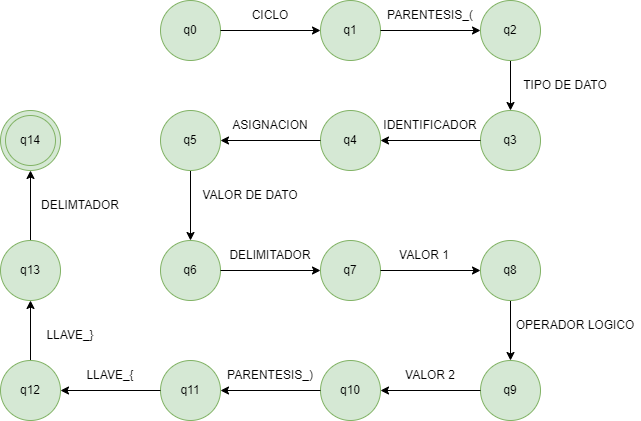 q0
CICLO
q1
PARENTESIS_(
q2
TIPO DE DATO
q3
IDENTIFICADOR
q4
ASIGNACION
q5
VALOR DE DATO
q6
DELIMITADOR
q7
VALOR 1
q8
OPERADOR LOGICO
q9
VALOR 2
q10
PARENTESIS_)
q11
LLAVE_{
q12
LLAVE_}
q13
DELIMTADOR
q14